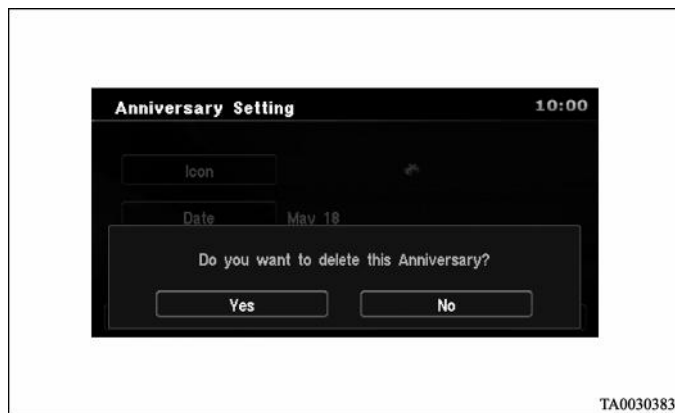 Anniversary Setting 10:00
Icon
Date May 18
Do you want to delete this Anniversary?
Yes No
TA0030383